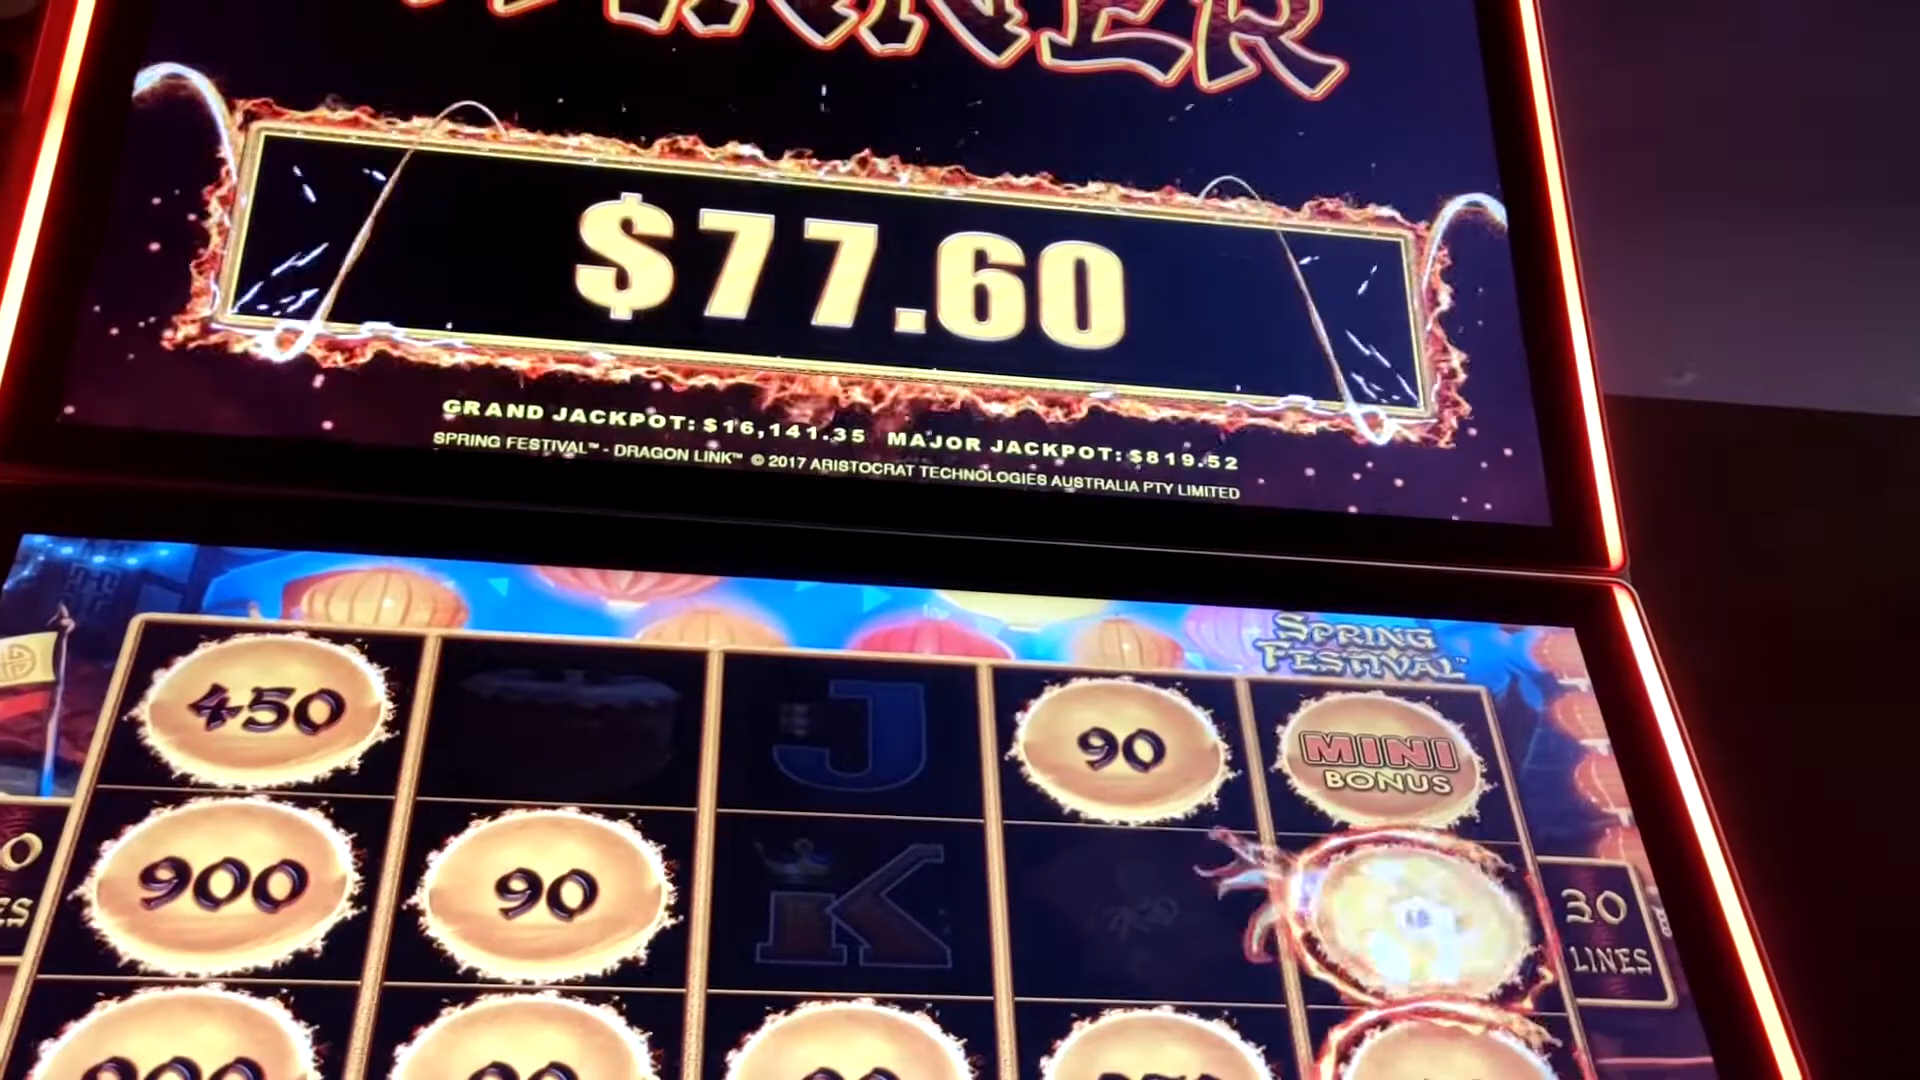 $77.60
GRAND JACKPOT: $16,141.35 MAJOR JACKPOT: $819.52
SPRING FESTIVAL™ - DRAGON LINK™ © 2017 ARISTOCRAT TECHNOLOGIES AUSTRALIA PTY LIMITED
SPRING
FESTIVAL™
450
J
90
MINI
BONUS
900
90
K
30
LINES